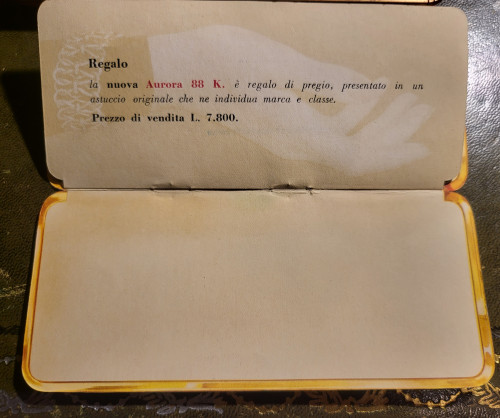 Regalo
la nuova Aurora 88 K. è regalo di pregio, presentato in un
astuccio originale che ne individua marca e classe.
Prezzo di vendita L. 7.800.